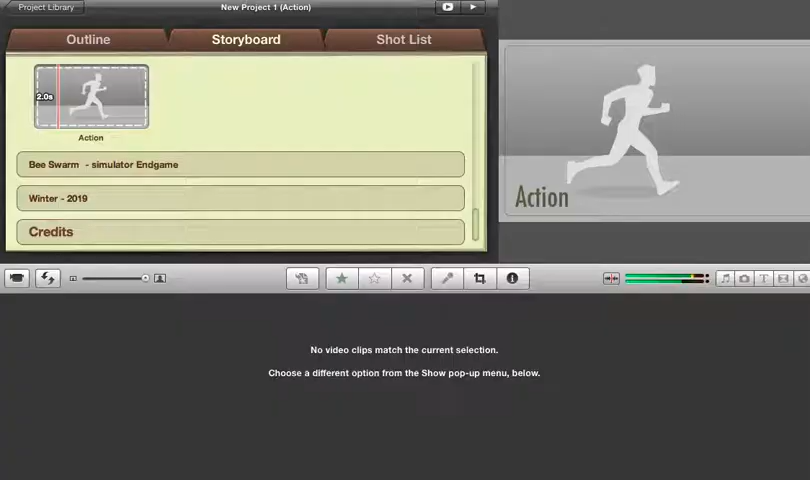 Project Library
New Project 1 (Action)
Outline
Storyboard
Shot List
2.0s
Action
Bee Swarm - simulator Endgame
Winter - 2019
Credits
Action
No video clips match the current selection.
Choose a different option from the Show pop-up menu, below.